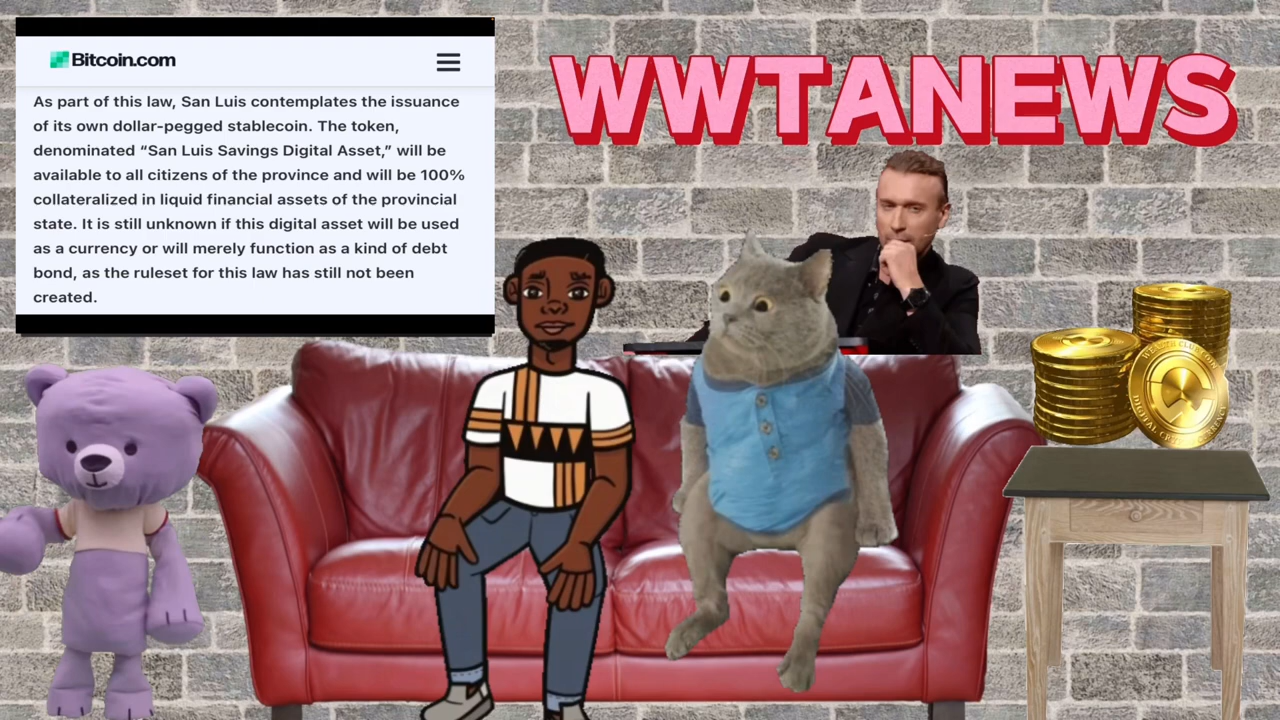 Bitcoin.com
As part of this law, San Luis contemplates the issuance
of its own dollar-pegged stablecoin. The token,
denominated “San Luis Savings Digital Asset,” will be
available to all citizens of the province and will be 100%
collateralized in liquid financial assets of the provincial
state. It is still unknown if this digital asset will be used
as a currency or will merely function as a kind of debt
bond, as the ruleset for this law has still not been
created.
WWTANEWS